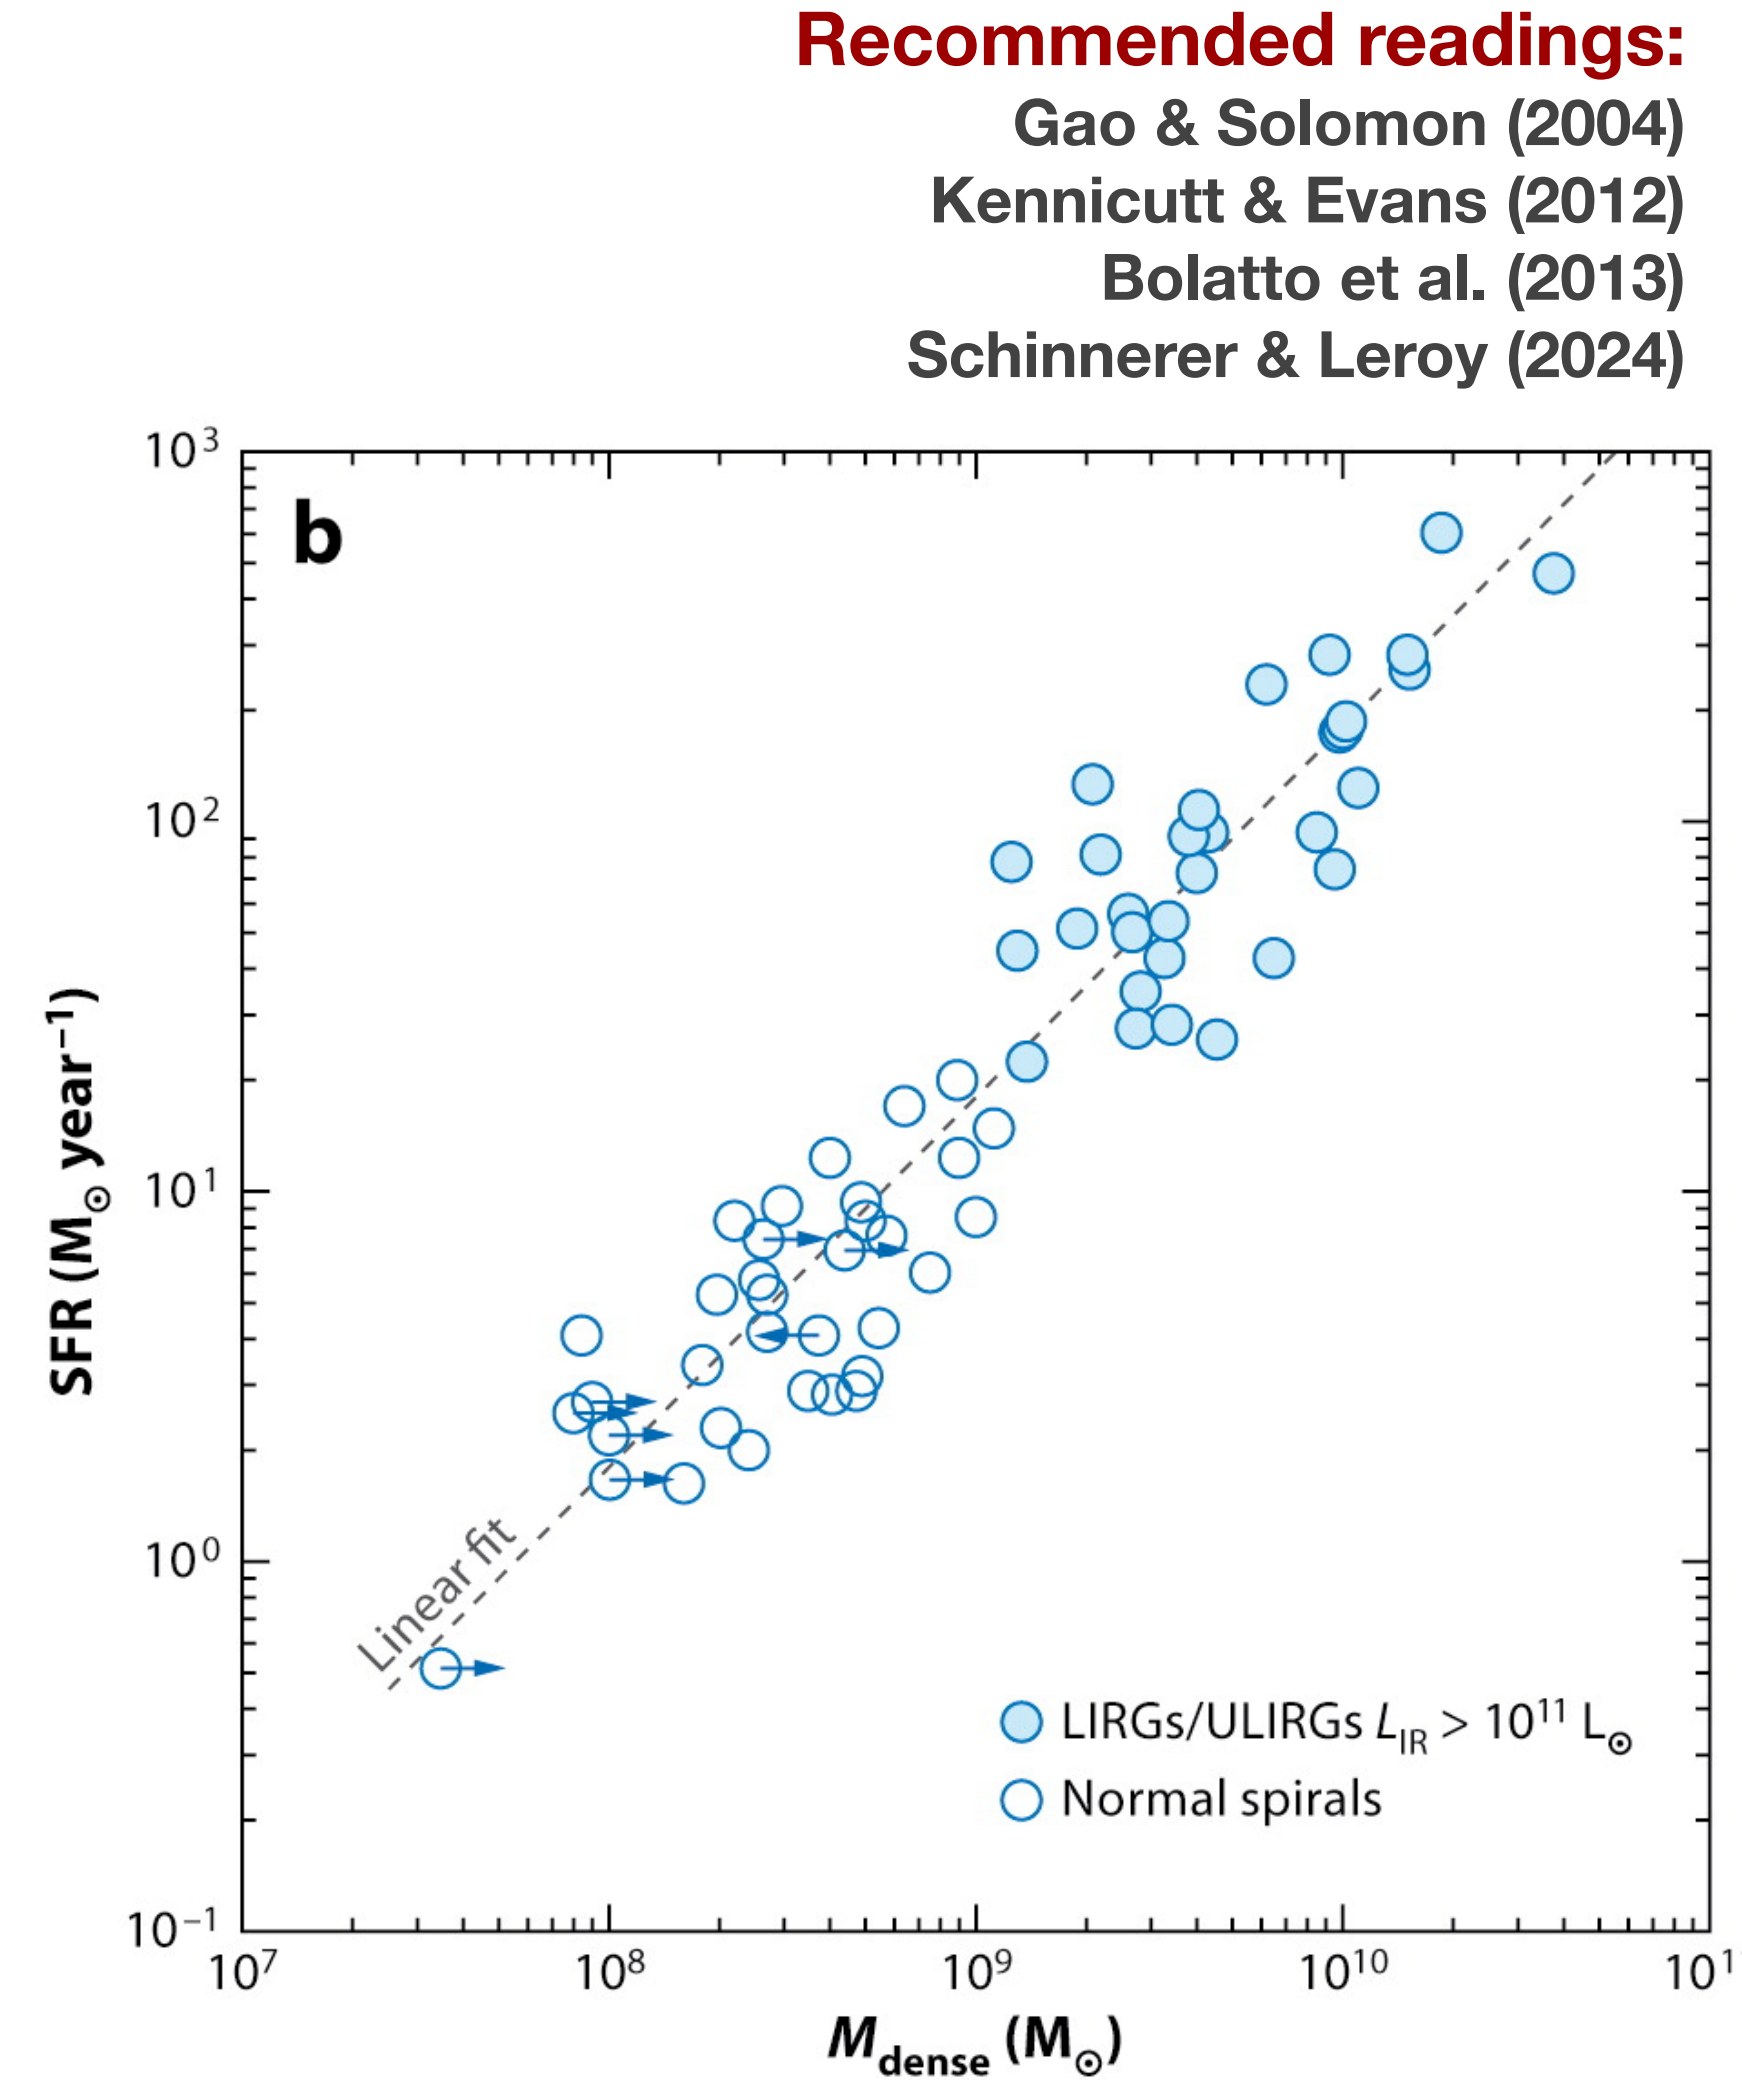 Recommended readings:
Gao & Solomon (2004)
Kennicutt & Evans (2012)
Bolatto et al. (2013)
Schinnerer & Leroy (2024)
10³
b
10²
SFR (M☉ year⁻¹)
10¹
10⁰
Linear fit
LIRGs/ULIRGs L_IR > 10¹¹ L☉
Normal spirals
10⁻¹
10⁷ 10⁸ 10⁹ 10¹⁰ 10¹
M_dense (M☉)